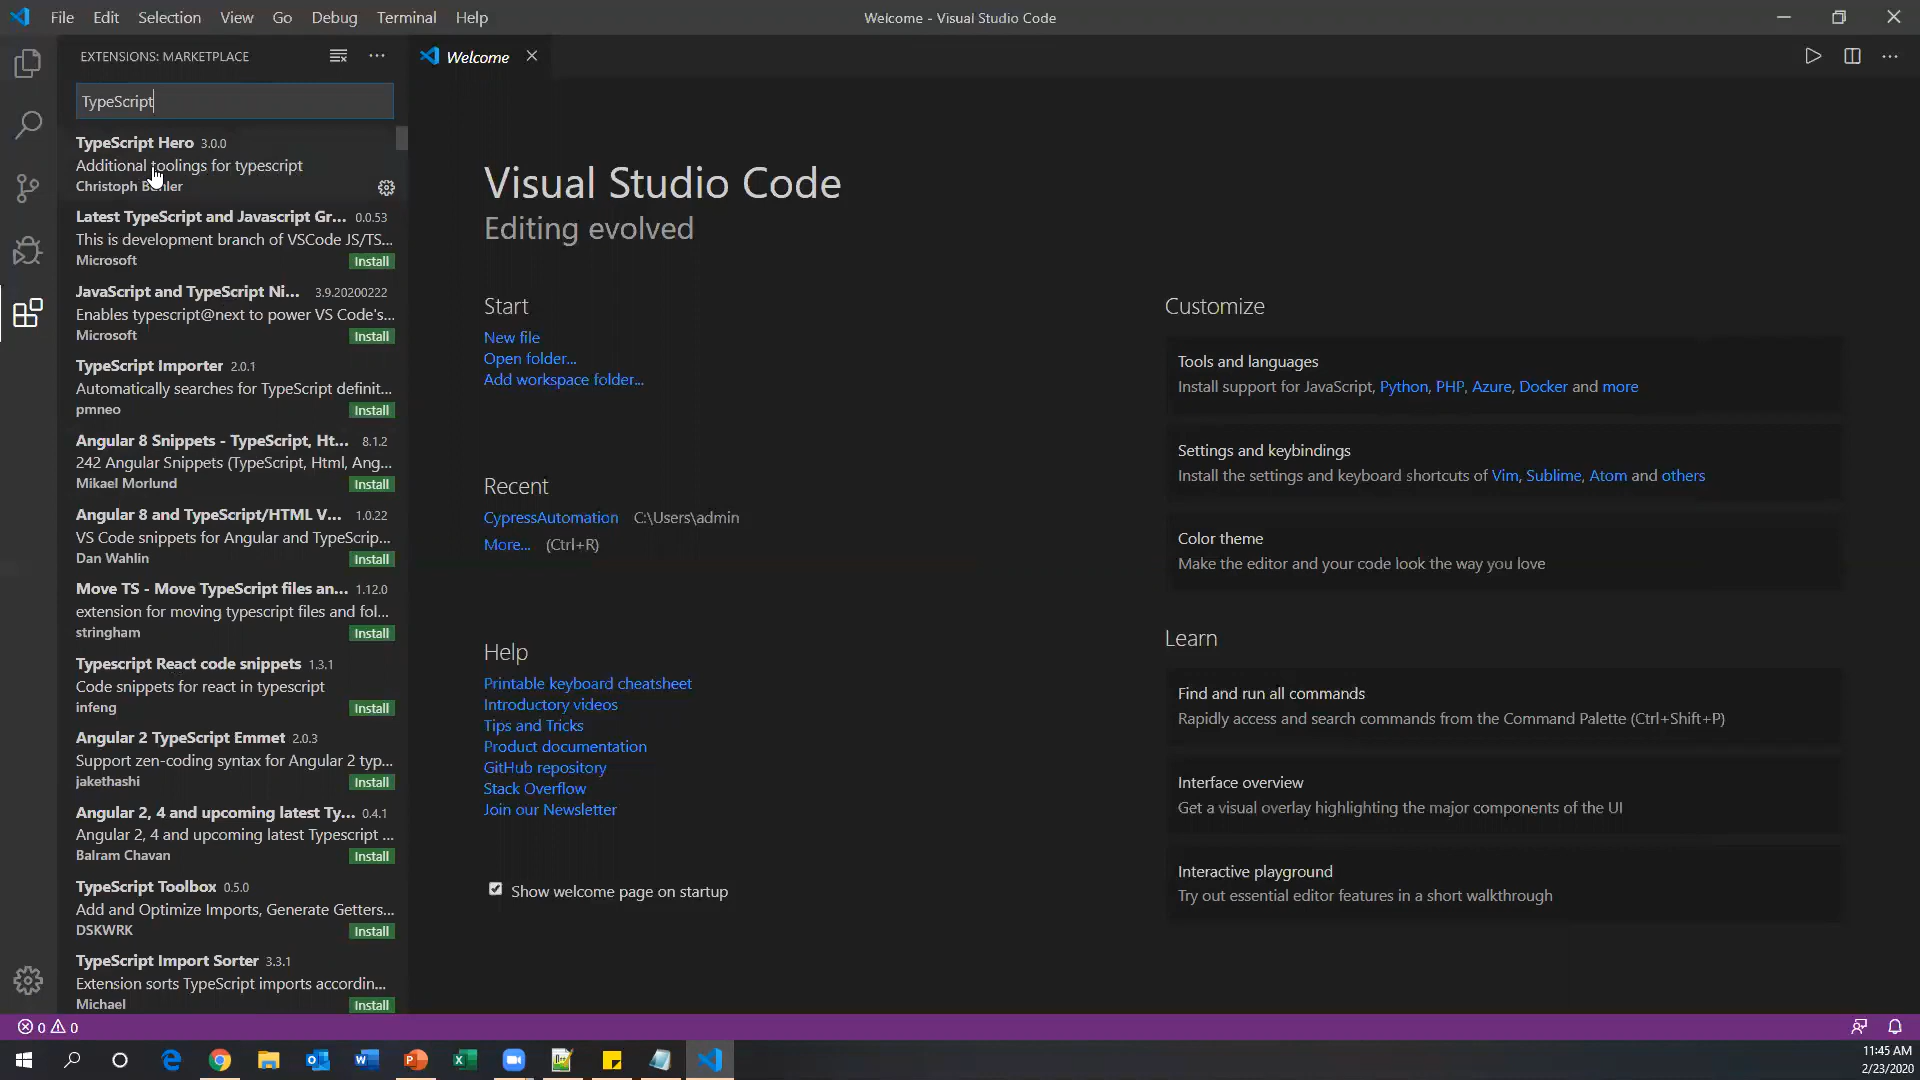 File Edit Selection View Go Debug Terminal Help
Welcome - Visual Studio Code
EXTENSIONS: MARKETPLACE
Welcome
TypeScript
TypeScript Hero 3.0.0
Additional toolings for typescript
Christoph
Latest TypeScript and Javascript Gr... 0.0.53
This is development branch of VSCode JS/TS...
Microsoft Install
JavaScript and TypeScript Ni... 3.9.20200222
Enables typescript@next to power VS Code's...
Microsoft Install
TypeScript Importer 2.0.1
Automatically searches for TypeScript definit...
pmneo Install
Angular 8 Snippets - TypeScript, Ht... 8.1.2
242 Angular Snippets (TypeScript, Html, Ang...
Mikael Morlund Install
Angular 8 and TypeScript/HTML V... 1.0.22
VS Code snippets for Angular and TypeScrip...
Dan Wahlin Install
Move TS - Move TypeScript files an... 1.12.0
extension for moving typescript files and fol...
stringham Install
Typescript React code snippets 1.3.1
Code snippets for react in typescript
infeng Install
Angular 2 TypeScript Emmet 2.0.3
Support zen-coding syntax for Angular 2 typ...
jakethashi Install
Angular 2, 4 and upcoming latest Ty... 0.4.1
Angular 2, 4 and upcoming latest Typescript ...
Balram Chavan Install
TypeScript Toolbox 0.5.0
Add and Optimize Imports, Generate Getters...
DSKWRK Install
TypeScript Import Sorter 3.3.1
Extension sorts TypeScript imports accordin...
Michael Install
Visual Studio Code
Editing evolved
Start
New file
Open folder...
Add workspace folder...
Recent
CypressAutomation C:\Users\admin
More... (Ctrl+R)
Help
Printable keyboard cheatsheet
Introductory videos
Tips and Tricks
Product documentation
GitHub repository
Stack Overflow
Join our Newsletter
Show welcome page on startup
Customize
Tools and languages
Install support for JavaScript, Python, PHP, Azure, Docker and more
Settings and keybindings
Install the settings and keyboard shortcuts of Vim, Sublime, Atom and others
Color theme
Make the editor and your code look the way you love
Learn
Find and run all commands
Rapidly access and search commands from the Command Palette (Ctrl+Shift+P)
Interface overview
Get a visual overlay highlighting the major components of the UI
Interactive playground
Try out essential editor features in a short walkthrough
0 0
11:45 AM
2/23/2020